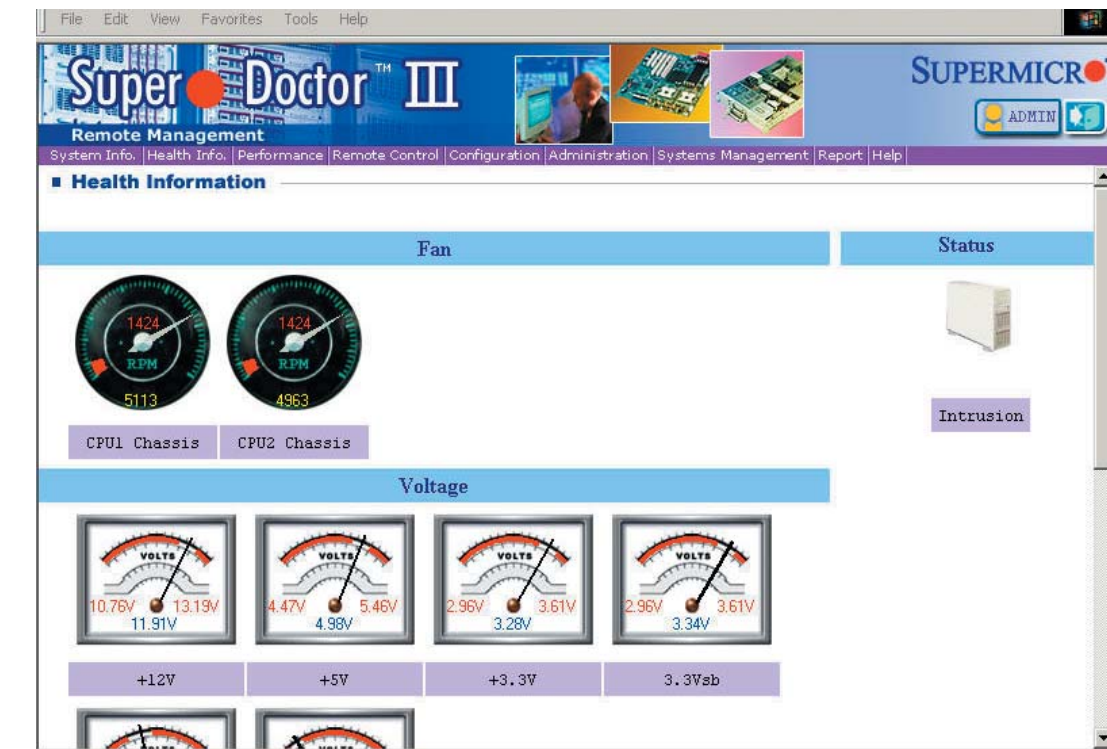 File Edit View Favorites Tools Help
Super Doctor™ III
Remote Management
SUPERMICR
ADMIN
System Info. Health Info. Performance Remote Control Configuration Administration Systems Management Report Help
Health Information
Fan
Status
1424
RPM
5113
1424
RPM
4963
CPU1 Chassis
CPU2 Chassis
Intrusion
Voltage
VOLTS
10.76V 13.19V
11.91V
VOLTS
4.47V 5.46V
4.98V
VOLTS
2.96V 3.61V
3.28V
VOLTS
2.96V 3.61V
3.34V
+12V
+5V
+3.3V
3.3Vsb